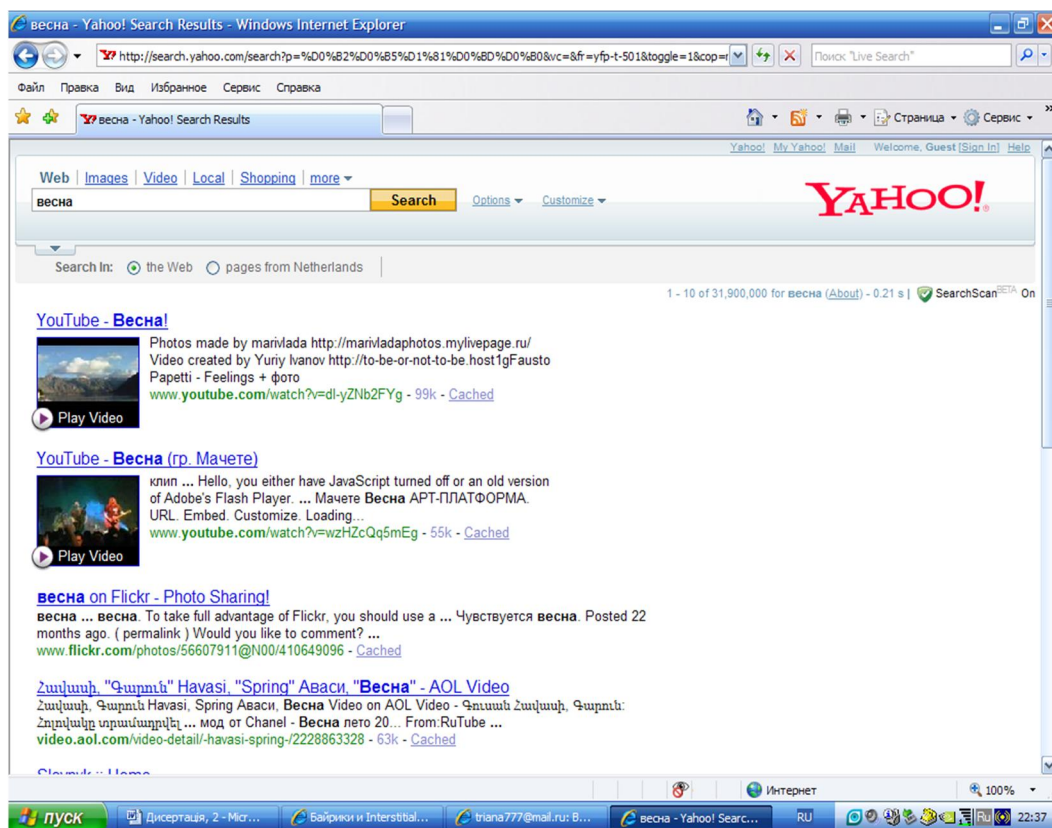 весна - Yahoo! Search Results - Windows Internet Explorer
http://search.yahoo.com/search?p=%D0%B2%D0%B5%D1%81%D0%BD%D0%B0&vc=&fr=yfp-t-501&toggle=1&cop=
Поиск "Live Search"
Файл Правка Вид Избранное Сервис Справка
весна - Yahoo! Search Results
Страница Сервис »
Yahoo! My Yahoo! Mail Welcome, Guest [Sign In] Help
Web | Images | Video | Local | Shopping | more
весна Search Options Customize
YAHOO!
Search In: the Web pages from Netherlands
1 - 10 of 31,900,000 for весна (About) - 0.21 s | SearchScan BETA On
YouTube - Весна!
Photos made by marivlada http://marivladaphotos.mylivepage.ru/
Video created by Yuriy Ivanov http://to-be-or-not-to-be.host1gFausto
Papetti - Feelings + фото
www.youtube.com/watch?v=dl-yZNb2FYg - 99k - Cached
Play Video
YouTube - Весна (гр. Мачете)
клип ... Hello, you either have JavaScript turned off or an old version
of Adobe's Flash Player. ... Мачете Весна АРТ-ПЛАТФОРМА.
URL. Embed. Customize. Loading...
www.youtube.com/watch?v=wzHZcQq5mEg - 55k - Cached
Play Video
весна on Flickr - Photo Sharing!
весна ... весна. To take full advantage of Flickr, you should use a ... Чувствуется весна. Posted 22
months ago. ( permalink ) Would you like to comment? ...
www.flickr.com/photos/56607911@N00/410649096 - Cached
Հավասի, "Գարուն" Havasi, "Spring" Аваси, "Весна" - AOL Video
Հավասի, Գարուն Havasi, Spring Аваси, Весна Video on AOL Video - Գուսան Հավասի, Գարուն:
Հոլովակը տրամադրվել ... мод от Chanel - Весна лето 20... From:RuTube ...
video.aol.com/video-detail/-havasi-spring-/2228863328 - 63k - Cached
Slovnyk :: Home
Интернет 100%
пуск Дисертація, 2 - Micr... Байрики и Interstitial... triana777@mail.ru: В... весна - Yahoo! Searc... RU Ru 22:37